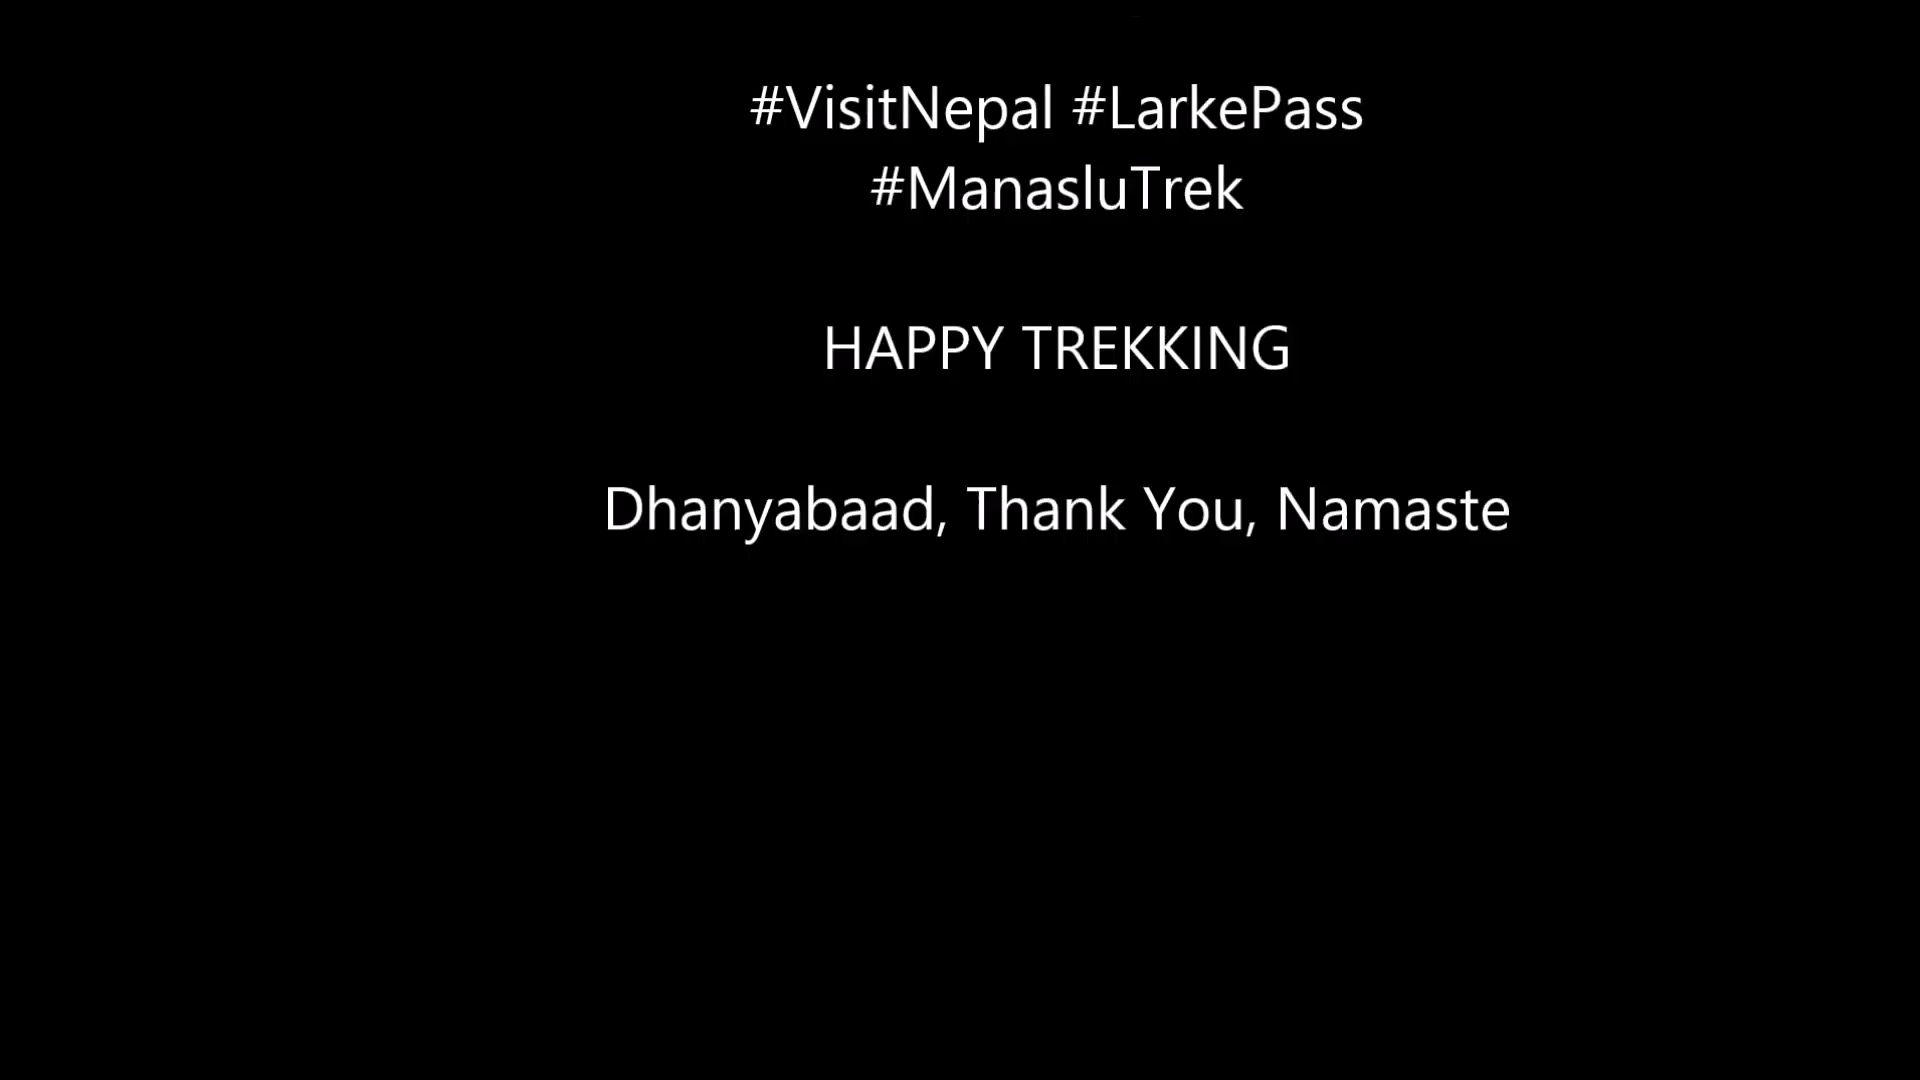 #VisitNepal #LarkePass
#ManasluTrek
HAPPY TREKKING
Dhanyabaad, Thank You, Namaste